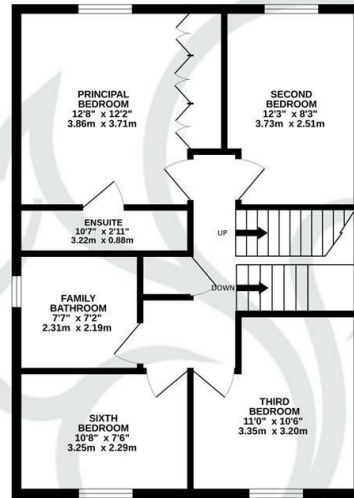 PRINCIPAL
BEDROOM
12'8" x 12'2"
3.86m x 3.71m
SECOND
BEDROOM
12'3" x 8'3"
3.73m x 2.51m
ENSUITE
10'7" x 2'11"
3.22m x 0.88m
UP
DOWN
FAMILY
BATHROOM
7'7" x 7'2"
2.31m x 2.19m
SIXTH
BEDROOM
10'8" x 7'6"
3.25m x 2.29m
THIRD
BEDROOM
11'0" x 10'6"
3.35m x 3.20m